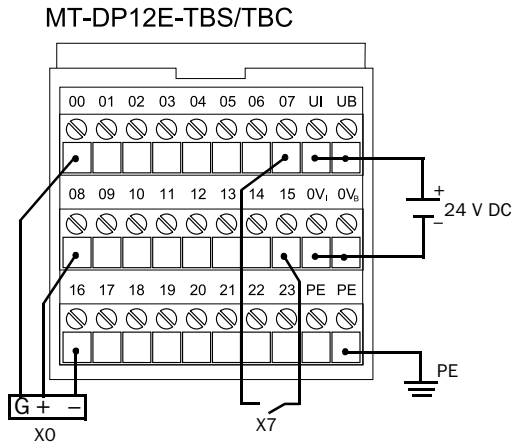 MT-DP12E-TBS/TBC
00 01 02 03 04 05 06 07 UI UB
08 09 10 11 12 13 14 15 0VI 0VB
+
24 V DC
−
16 17 18 19 20 21 22 23 PE PE
PE
G + −
X0
X7